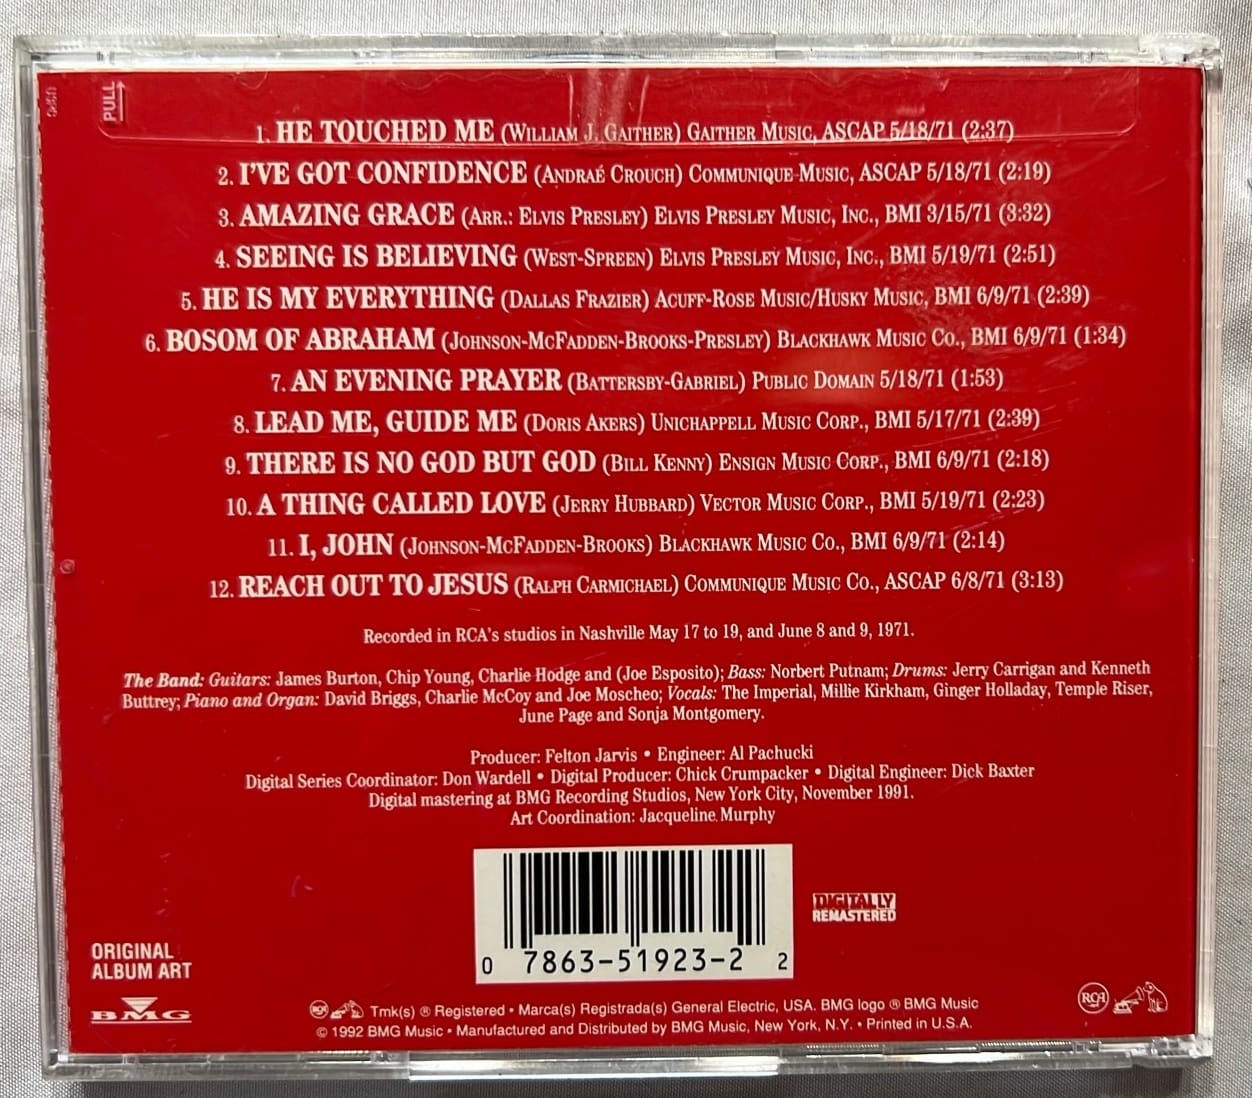 PULL
1. HE TOUCHED ME (WILLIAM J. GAITHER) GAITHER MUSIC, ASCAP 5/18/71 (2:37)
2. I'VE GOT CONFIDENCE (ANDRAÉ CROUCH) COMMUNIQUE MUSIC, ASCAP 5/18/71 (2:19)
3. AMAZING GRACE (ARR.: ELVIS PRESLEY) ELVIS PRESLEY MUSIC, INC., BMI 3/15/71 (3:32)
4. SEEING IS BELIEVING (WEST-SPREEN) ELVIS PRESLEY MUSIC, INC., BMI 5/19/71 (2:51)
5. HE IS MY EVERYTHING (DALLAS FRAZIER) ACUFF-ROSE MUSIC/HUSKY MUSIC, BMI 6/9/71 (2:39)
6. BOSOM OF ABRAHAM (JOHNSON-MCFADDEN-BROOKS-PRESLEY) BLACKHAWK MUSIC CO., BMI 6/9/71 (1:34)
7. AN EVENING PRAYER (BATTERSBY-GABRIEL) PUBLIC DOMAIN 5/18/71 (1:53)
8. LEAD ME, GUIDE ME (DORIS AKERS) UNICHAPPELL MUSIC CORP., BMI 5/17/71 (2:39)
9. THERE IS NO GOD BUT GOD (BILL KENNY) ENSIGN MUSIC CORP., BMI 6/9/71 (2:18)
10. A THING CALLED LOVE (JERRY HUBBARD) VECTOR MUSIC CORP., BMI 5/19/71 (2:23)
11. I, JOHN (JOHNSON-MCFADDEN-BROOKS) BLACKHAWK MUSIC CO., BMI 6/9/71 (2:14)
12. REACH OUT TO JESUS (RALPH CARMICHAEL) COMMUNIQUE MUSIC CO., ASCAP 6/8/71 (3:13)
Recorded in RCA's studios in Nashville May 17 to 19, and June 8 and 9, 1971.
The Band: Guitars: James Burton, Chip Young, Charlie Hodge and (Joe Esposito); Bass: Norbert Putnam; Drums: Jerry Carrigan and Kenneth
Buttrey; Piano and Organ: David Briggs, Charlie McCoy and Joe Moscheo; Vocals: The Imperial, Millie Kirkham, Ginger Holladay, Temple Riser,
June Page and Sonja Montgomery.
Producer: Felton Jarvis • Engineer: Al Pachucki
Digital Series Coordinator: Don Wardell • Digital Producer: Chick Crumpacker • Digital Engineer: Dick Baxter
Digital mastering at BMG Recording Studios, New York City, November 1991.
Art Coordination: Jacqueline Murphy
0 7863-51923-2 2
DIGITALLY
REMASTERED
ORIGINAL
ALBUM ART
BMG
RCA
Tmk(s) ® Registered • Marca(s) Registrada(s) General Electric, USA. BMG logo ® BMG Music
© 1992 BMG Music • Manufactured and Distributed by BMG Music, New York, N.Y. • Printed in U.S.A.